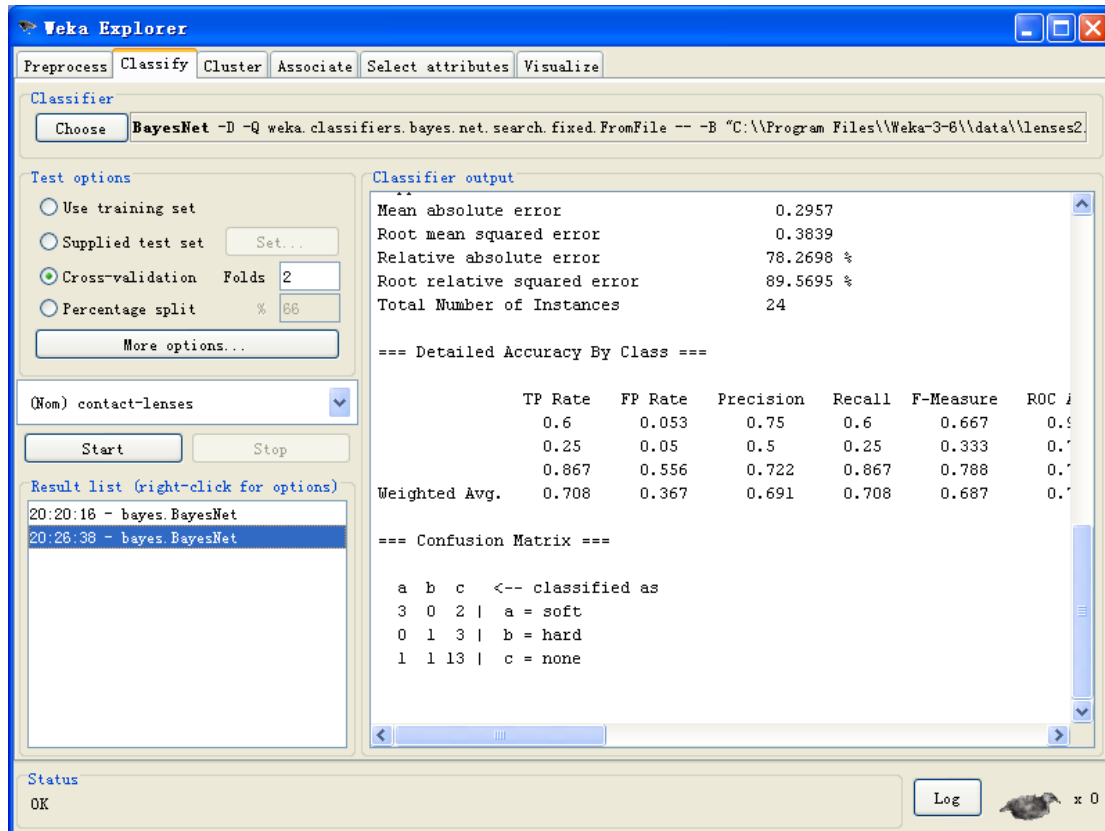 Weka Explorer
Preprocess Classify Cluster Associate Select attributes Visualize
Classifier
Choose BayesNet -D -Q weka.classifiers.bayes.net.search.fixed.FromFile -- -B "C:\\Program Files\\Weka-3-6\\data\\lenses2.
Test options
Use training set
Supplied test set Set...
Cross-validation Folds 2
Percentage split % 66
More options...
(Nom) contact-lenses
Start Stop
Result list (right-click for options)
20:20:16 - bayes.BayesNet
20:26:38 - bayes.BayesNet
Classifier output
Mean absolute error 0.2957
Root mean squared error 0.3839
Relative absolute error 78.2698 %
Root relative squared error 89.5695 %
Total Number of Instances 24
=== Detailed Accuracy By Class ===
TP Rate FP Rate Precision Recall F-Measure ROC
0.6 0.053 0.75 0.6 0.667
0.25 0.05 0.5 0.25 0.333
0.867 0.556 0.722 0.867 0.788
Weighted Avg. 0.708 0.367 0.691 0.708 0.687
=== Confusion Matrix ===
a b c <-- classified as
3 0 2 | a = soft
0 1 3 | b = hard
1 1 13 | c = none
Status
OK
Log x 0